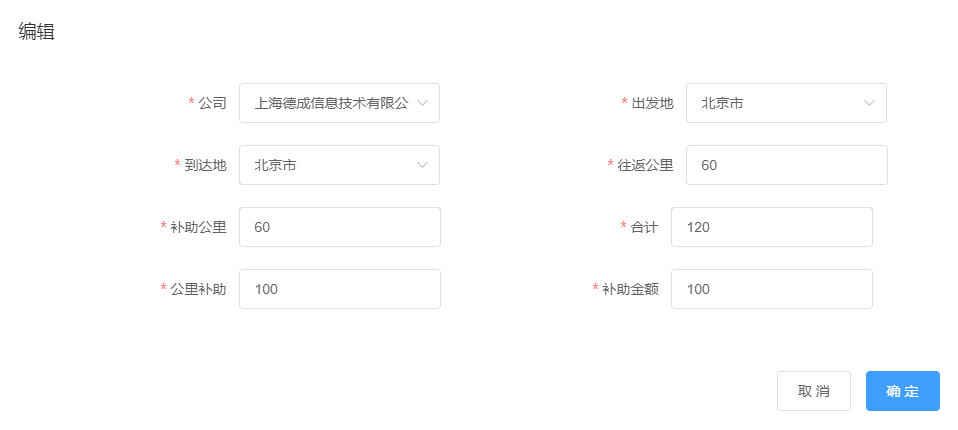 编辑
* 公司 上海德成信息技术有限公 * 出发地 北京市
* 到达地 北京市 * 往返公里 60
* 补助公里 60 * 合计 120
* 公里补助 100 * 补助金额 100
取 消 确 定